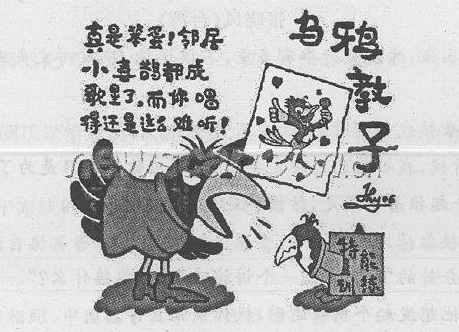 乌鸦教子
真是笨蛋!邻居
小喜鹊都成
歌星了,而你唱
得还是这么难听!
特能
训练